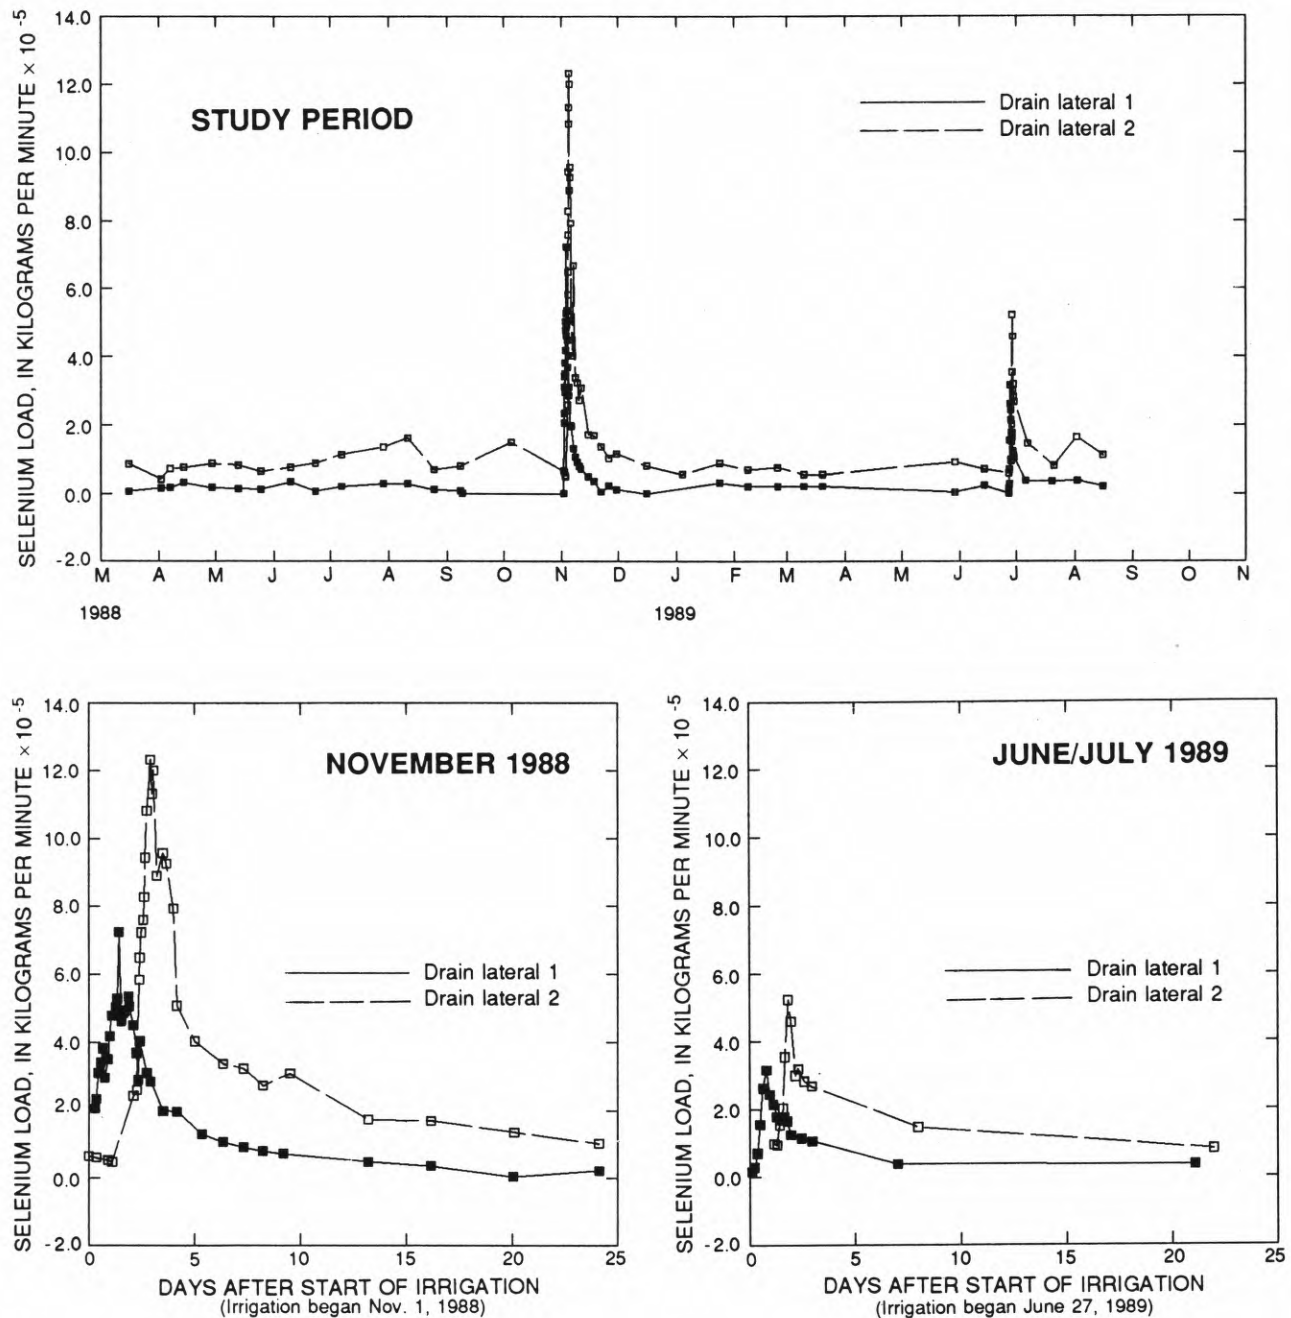 SELENIUM LOAD, IN KILOGRAMS PER MINUTE × 10 -5
14.0
12.0
10.0
8.0
6.0
4.0
2.0
0.0
-2.0
STUDY PERIOD
Drain lateral 1
Drain lateral 2
M A M J J A S O N D J F M A M J J A S O N
1988 1989
SELENIUM LOAD, IN KILOGRAMS PER MINUTE × 10 -5
14.0
12.0
10.0
8.0
6.0
4.0
2.0
0.0
-2.0
NOVEMBER 1988
Drain lateral 1
Drain lateral 2
0 5 10 15 20 25
DAYS AFTER START OF IRRIGATION
(Irrigation began Nov. 1, 1988)
SELENIUM LOAD, IN KILOGRAMS PER MINUTE × 10 -5
14.0
12.0
10.0
8.0
6.0
4.0
2.0
0.0
-2.0
JUNE/JULY 1989
Drain lateral 1
Drain lateral 2
0 5 10 15 20 25
DAYS AFTER START OF IRRIGATION
(Irrigation began June 27, 1989)